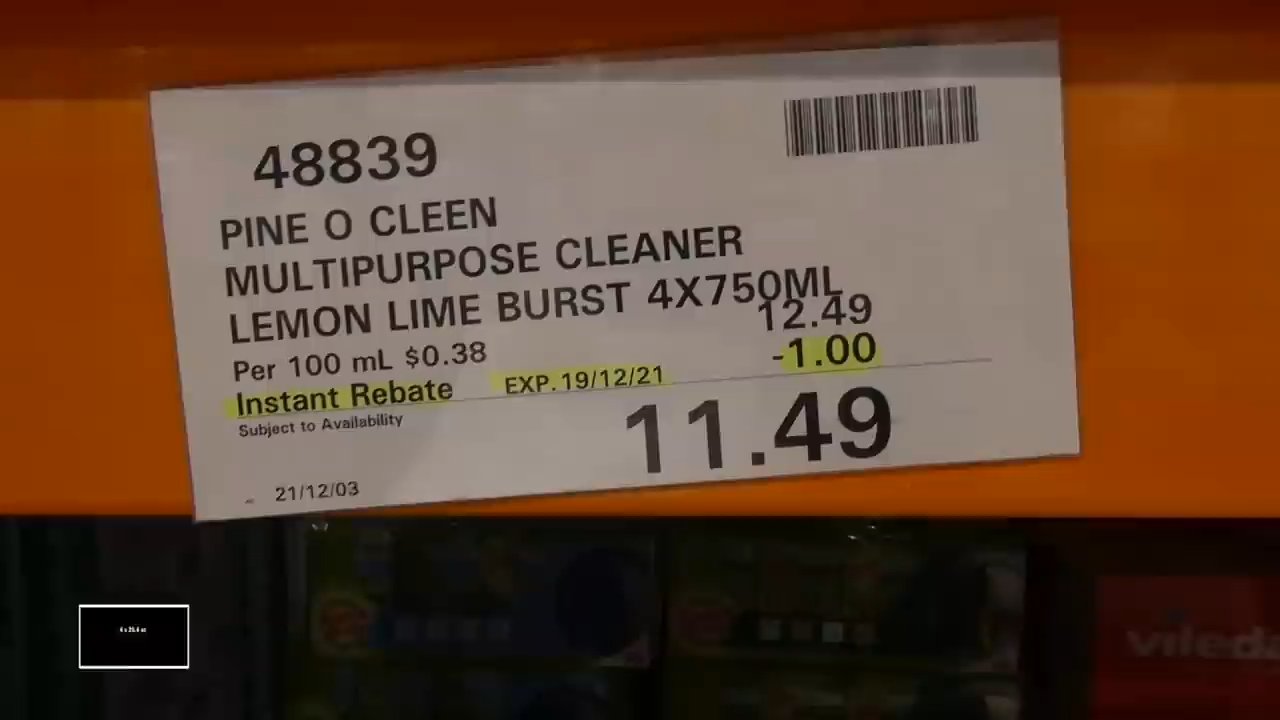 48839
PINE O CLEEN
MULTIPURPOSE CLEANER
LEMON LIME BURST 4X750ML
12.49
Per 100 mL $0.38
-1.00
Instant Rebate EXP. 19/12/21
Subject to Availability
11.49
21/12/03
vileda